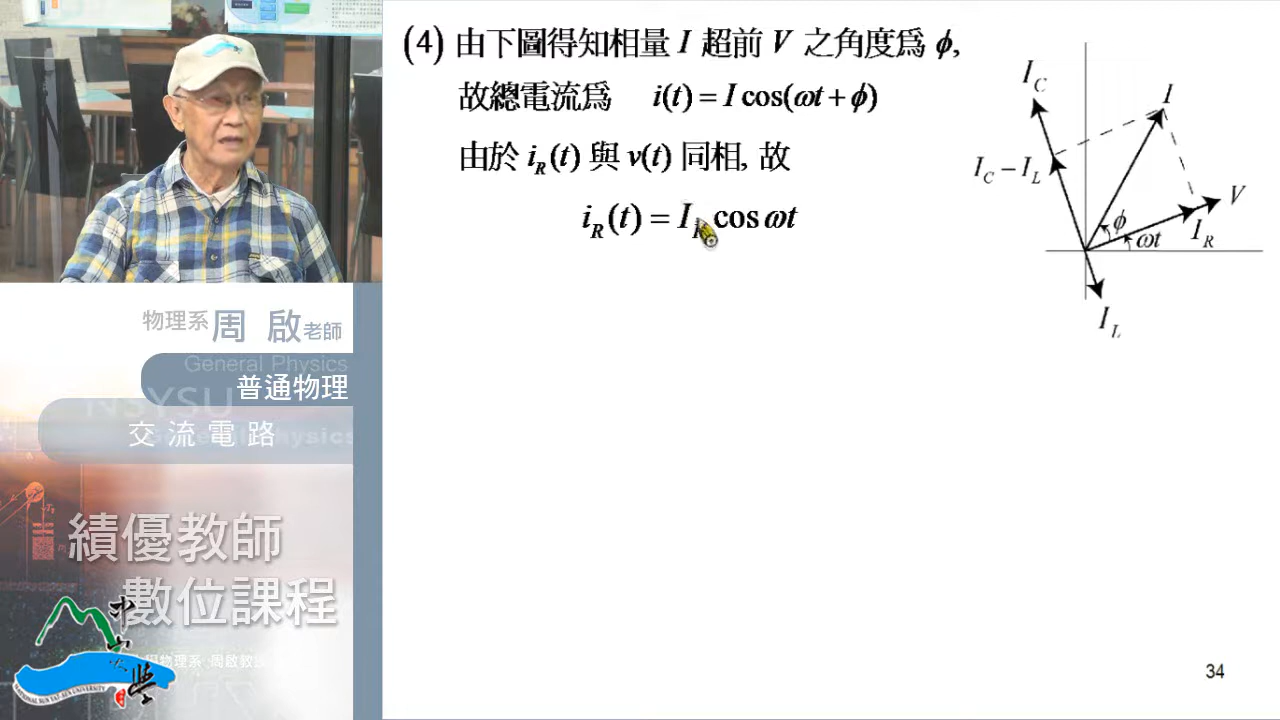 (4) 由下圖得知相量 I 超前 V 之角度為 ϕ,
故總電流為 i(t) = I cos(ωt + ϕ)
由於 i_R(t) 與 v(t) 同相, 故
i_R(t) = I_R cos ωt
I_C
I
I_C − I_L
V
ϕ
I_R
ωt
I_L
物理系 周 啟 老師
General Physics
普通物理
NSYSU
交流電路
績優教師
數位課程
34